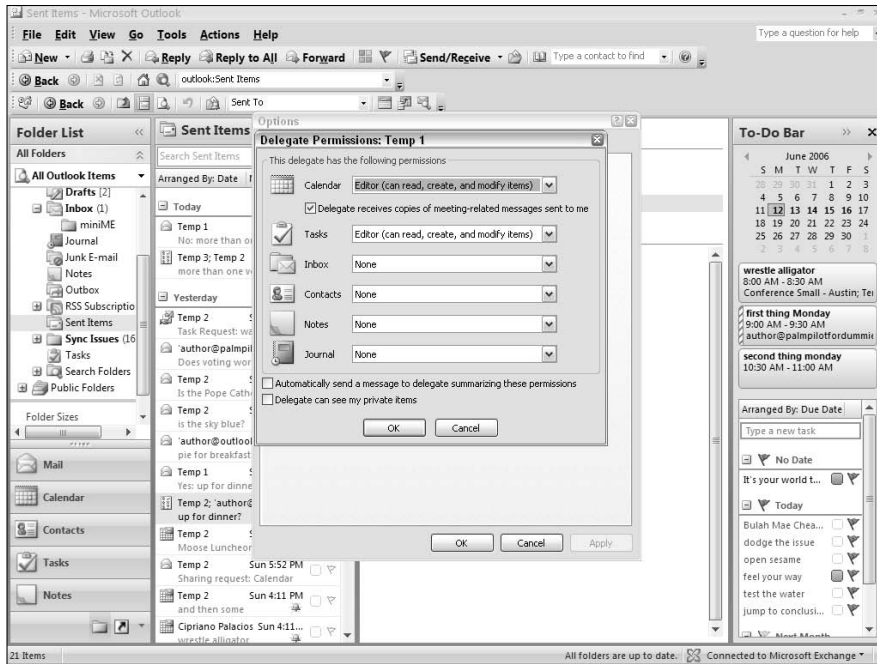 Sent Items - Microsoft Outlook
File Edit View Go Tools Actions Help
Type a question for help
New Reply Reply to All Forward Send/Receive Type a contact to find
Back outlook:Sent Items
Back Sent To
Folder List
All Folders
All Outlook Items
Drafts [2]
Inbox (1)
miniME
Journal
Junk E-mail
Notes
Outbox
RSS Subscriptio
Sent Items
Sync Issues (16
Tasks
Search Folders
Public Folders
Folder Sizes
Mail
Calendar
Contacts
Tasks
Notes
Sent Items
Search Sent Items
Arranged By: Date
Today
Temp 1
No: more than o
Temp 3; Temp 2
more than one v
Yesterday
Temp 2
Task Request: wa
'author@palmpil
Does voting wor
Temp 2
Is the Pope Cath
Temp 2
is the sky blue?
'author@outloo
pie for breakfast
Temp 1
Yes: up for dinne
Temp 2; 'author@
up for dinner?
Temp 2
Moose Luncheor
Temp 2 Sun 5:52 PM
Sharing request: Calendar
Temp 2 Sun 4:11 PM
and then some
Cipriano Palacios Sun 4:11...
wrestle alligator
Options
Delegate Permissions: Temp 1
This delegate has the following permissions
Calendar Editor (can read, create, and modify items)
Delegate receives copies of meeting-related messages sent to me
Tasks Editor (can read, create, and modify items)
Inbox None
Contacts None
Notes None
Journal None
Automatically send a message to delegate summarizing these permissions
Delegate can see my private items
OK Cancel
OK Cancel Apply
To-Do Bar
June 2006
S M T W T F S
28 29 30 31 1 2 3
4 5 6 7 8 9 10
11 12 13 14 15 16 17
18 19 20 21 22 23 24
25 26 27 28 29 30 1
2 3 4 5 6 7 8
wrestle alligator
8:00 AM - 8:30 AM
Conference Small - Austin; Ter
first thing Monday
9:00 AM - 9:30 AM
author@palmpilotfordummie
second thing monday
10:30 AM - 11:00 AM
Arranged By: Due Date
Type a new task
No Date
It's your world t...
Today
Bulah Mae Chea...
dodge the issue
open sesame
feel your way
test the water
jump to conclusi...
Next Month
21 Items
All folders are up to date. Connected to Microsoft Exchange